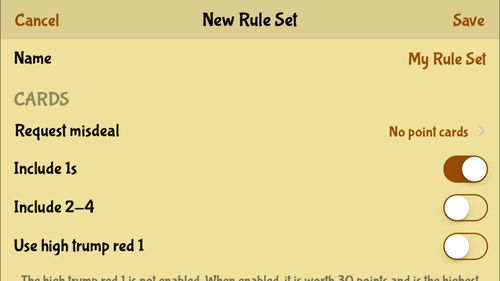 Cancel New Rule Set Save
Name My Rule Set
CARDS
Request misdeal No point cards
Include 1s
Include 2–4
Use high trump red 1
The high trump red 1 is not enabled. When enabled, it is worth 30 points and is the highest